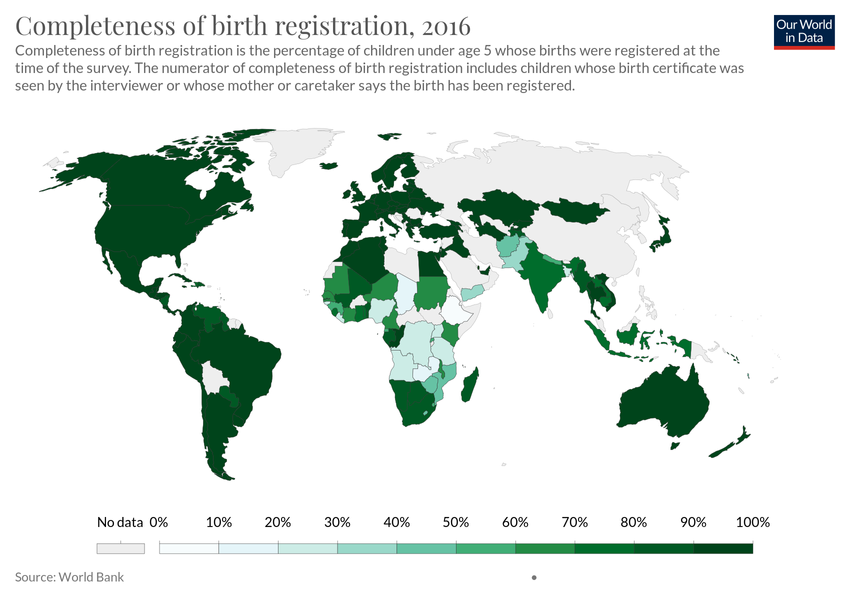 Completeness of birth registration, 2016
Our World
in Data
Completeness of birth registration is the percentage of children under age 5 whose births were registered at the
time of the survey. The numerator of completeness of birth registration includes children whose birth certificate was
seen by the interviewer or whose mother or caretaker says the birth has been registered.
No data 0% 10% 20% 30% 40% 50% 60% 70% 80% 90% 100%
Source: World Bank